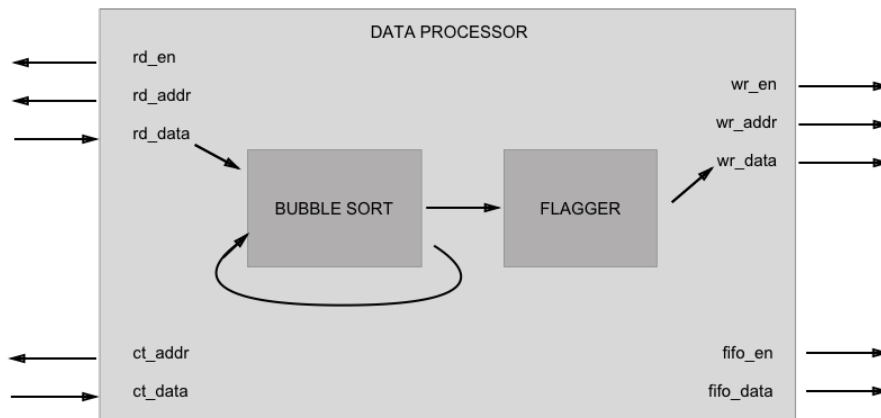 DATA PROCESSOR
rd_en
rd_addr
rd_data
wr_en
wr_addr
wr_data
BUBBLE SORT
FLAGGER
ct_addr
ct_data
fifo_en
fifo_data